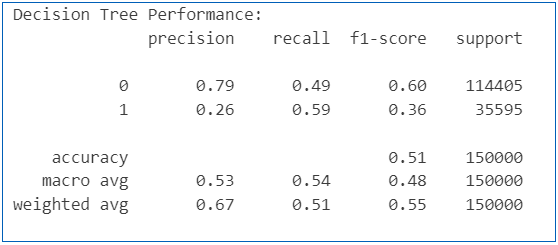 Decision Tree Performance:
precision recall f1-score support
0 0.79 0.49 0.60 114405
1 0.26 0.59 0.36 35595
accuracy 0.51 150000
macro avg 0.53 0.54 0.48 150000
weighted avg 0.67 0.51 0.55 150000